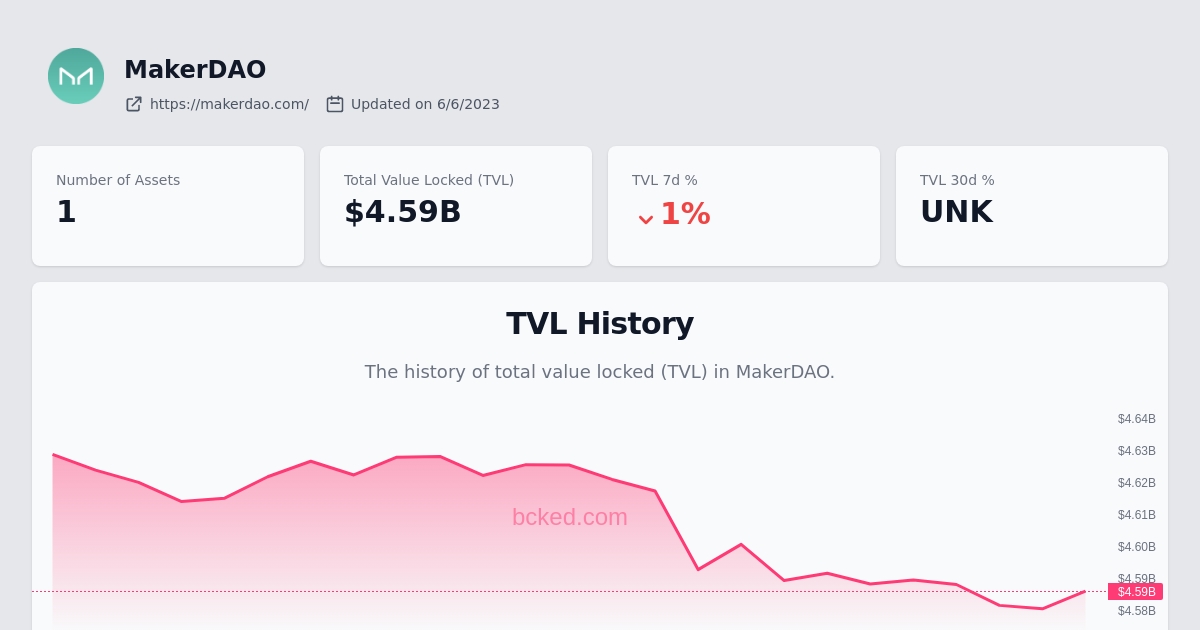 MakerDAO
https://makerdao.com/ Updated on 6/6/2023
Number of Assets
1
Total Value Locked (TVL)
$4.59B
TVL 7d %
1%
TVL 30d %
UNK
TVL History
The history of total value locked (TVL) in MakerDAO.
$4.64B
$4.63B
$4.62B
$4.61B
bcked.com
$4.60B
$4.59B
$4.59B
$4.58B